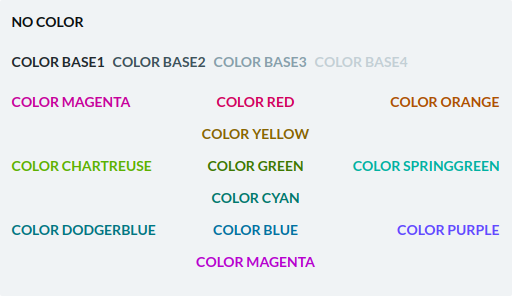 NO COLOR
COLOR BASE1 COLOR BASE2 COLOR BASE3 COLOR BASE4
COLOR MAGENTA COLOR RED COLOR ORANGE
COLOR YELLOW
COLOR CHARTREUSE COLOR GREEN COLOR SPRINGGREEN
COLOR CYAN
COLOR DODGERBLUE COLOR BLUE COLOR PURPLE
COLOR MAGENTA